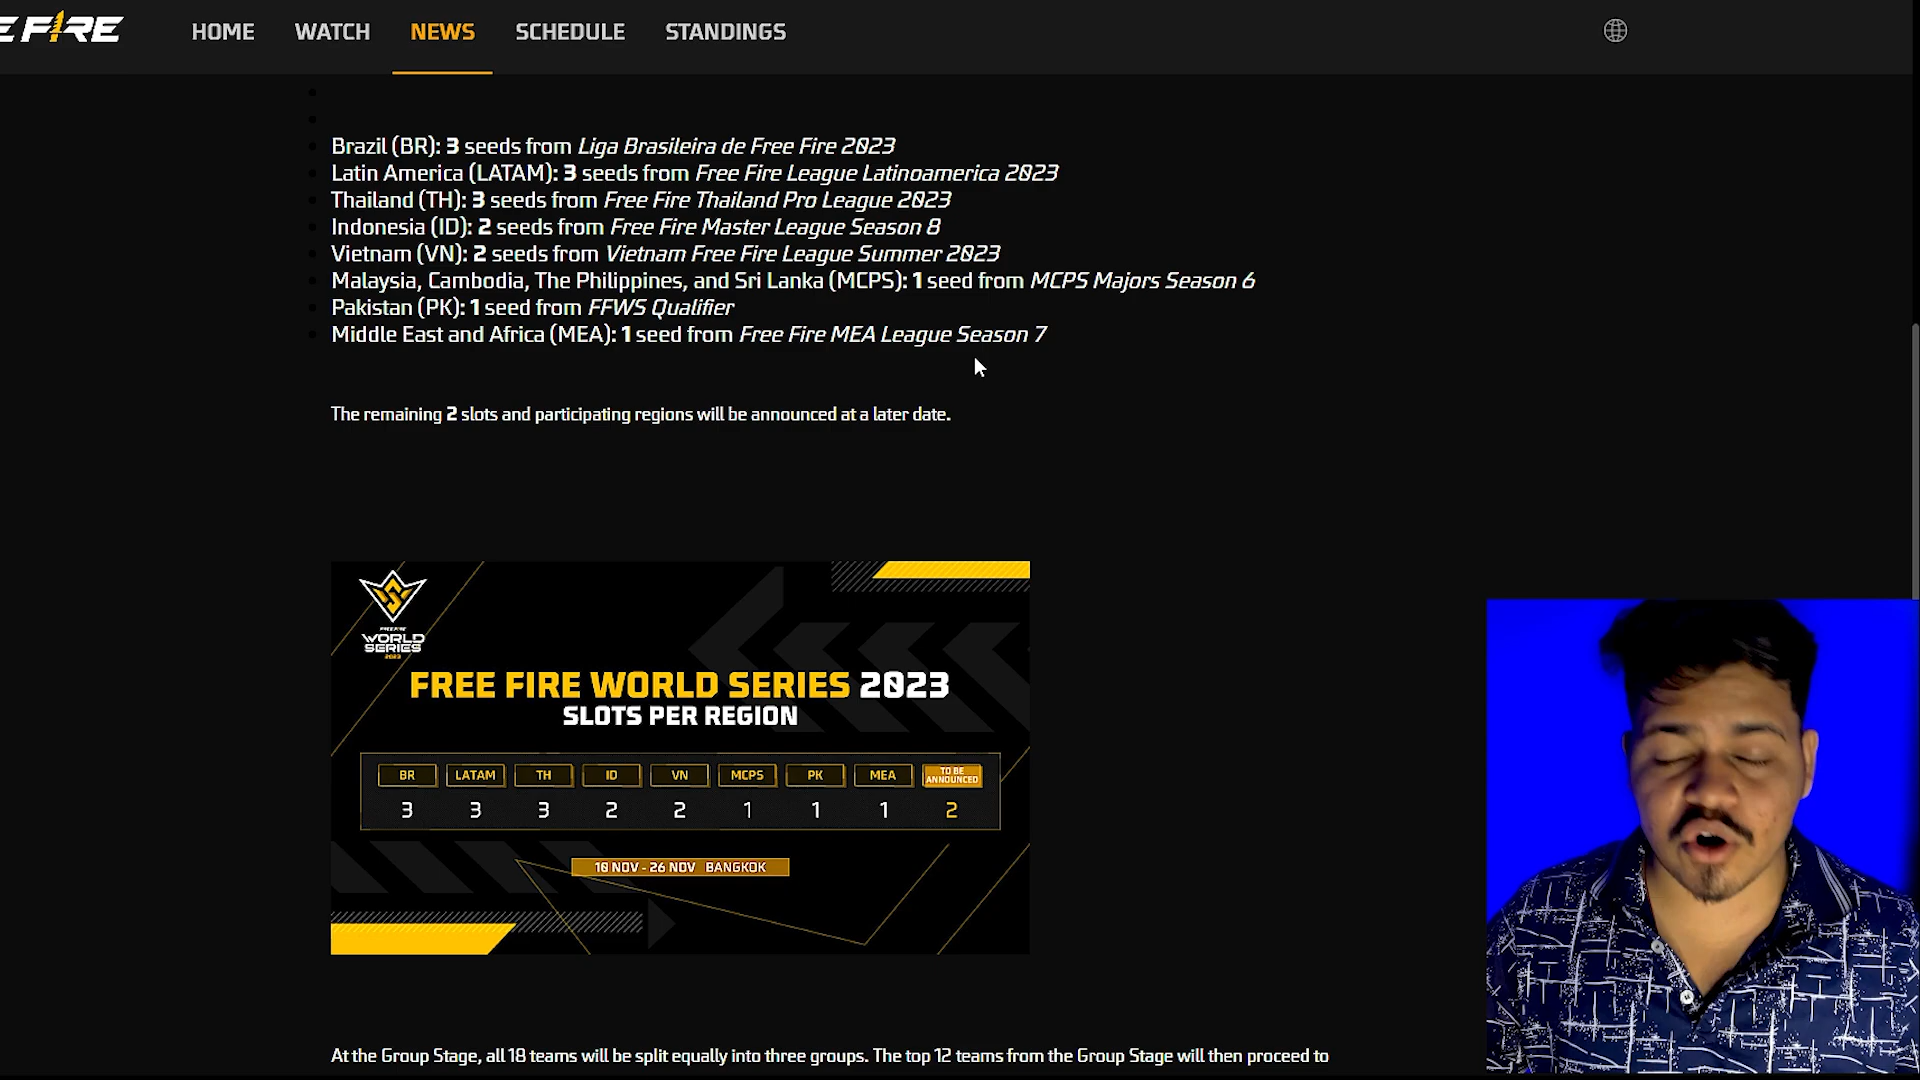 E FIRE HOME WATCH NEWS SCHEDULE STANDINGS
Brazil (BR): 3 seeds from Liga Brasileira de Free Fire 2023
Latin America (LATAM): 3 seeds from Free Fire League Latinoamerica 2023
Thailand (TH): 3 seeds from Free Fire Thailand Pro League 2023
Indonesia (ID): 2 seeds from Free Fire Master League Season 8
Vietnam (VN): 2 seeds from Vietnam Free Fire League Summer 2023
Malaysia, Cambodia, The Philippines, and Sri Lanka (MCPS): 1 seed from MCPS Majors Season 6
Pakistan (PK): 1 seed from FFWS Qualifier
Middle East and Africa (MEA): 1 seed from Free Fire MEA League Season 7
The remaining 2 slots and participating regions will be announced at a later date.
FREE FIRE
WORLD
SERIES
2023
FREE FIRE WORLD SERIES 2023
SLOTS PER REGION
BR LATAM TH ID VN MCPS PK MEA TO BE ANNOUNCED
3 3 3 2 2 1 1 1 2
10 NOV - 26 NOV BANGKOK
At the Group Stage, all 18 teams will be split equally into three groups. The top 12 teams from the Group Stage will then proceed to